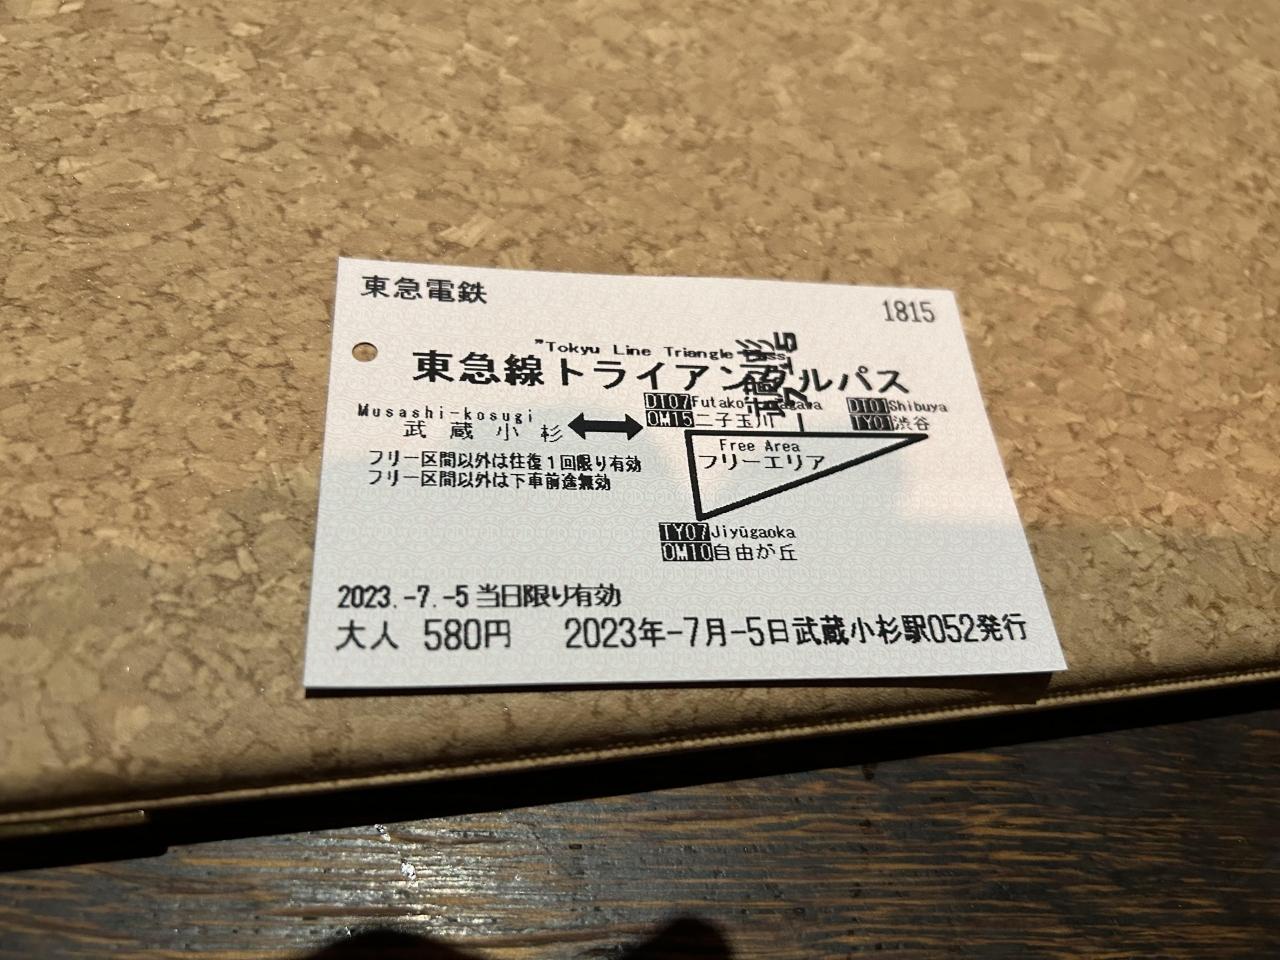 東急電鉄
1815
"Tokyu Line Triangle Pass
東急線トライアングルパス
Musashi-kosugi
武蔵小杉
DT07 Futako-tamagawa
OM15 二子玉川
DT01 Shibuya
TY01 渋谷
Free Area
フリーエリア
フリー区間以外は往復1回限り有効
フリー区間以外は下車前途無効
TY07 Jiyūgaoka
OM10 自由が丘
2023.-7.-5 当日限り有効
大人 580円 2023年-7月-5日武蔵小杉駅052発行